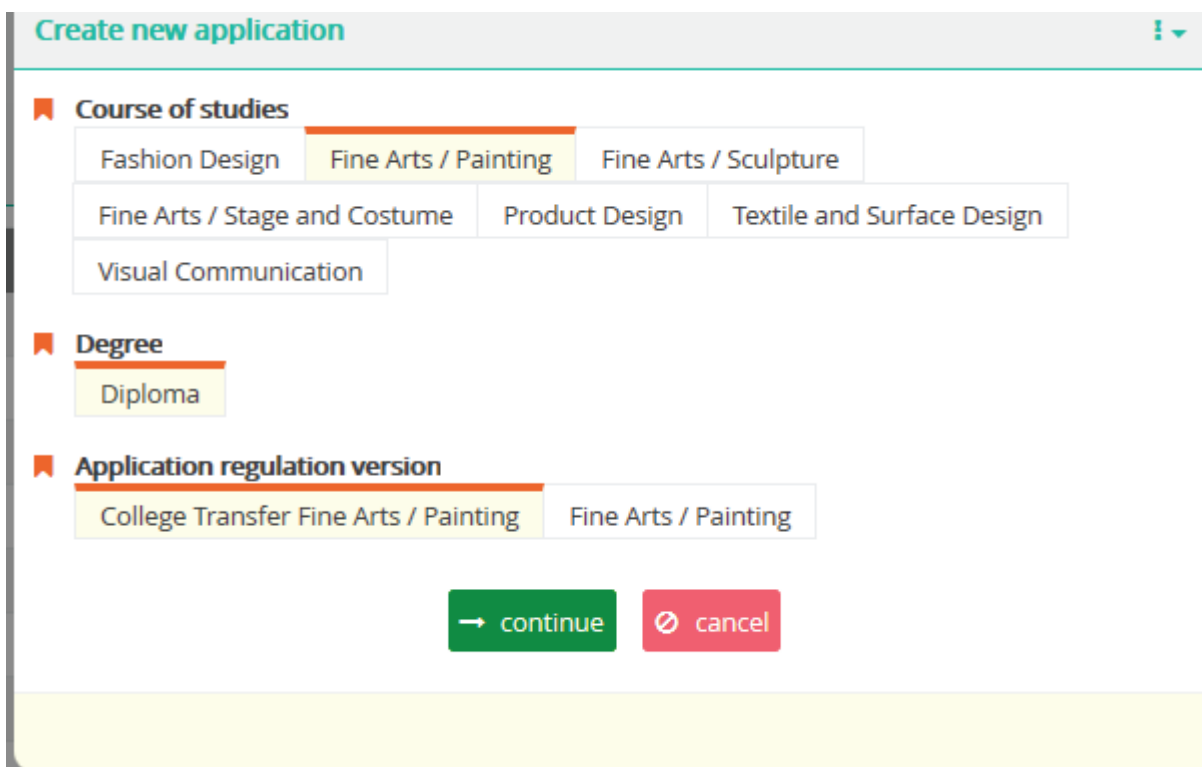 Create new application
Course of studies
Fashion Design Fine Arts / Painting Fine Arts / Sculpture
Fine Arts / Stage and Costume Product Design Textile and Surface Design
Visual Communication
Degree
Diploma
Application regulation version
College Transfer Fine Arts / Painting Fine Arts / Painting
continue cancel